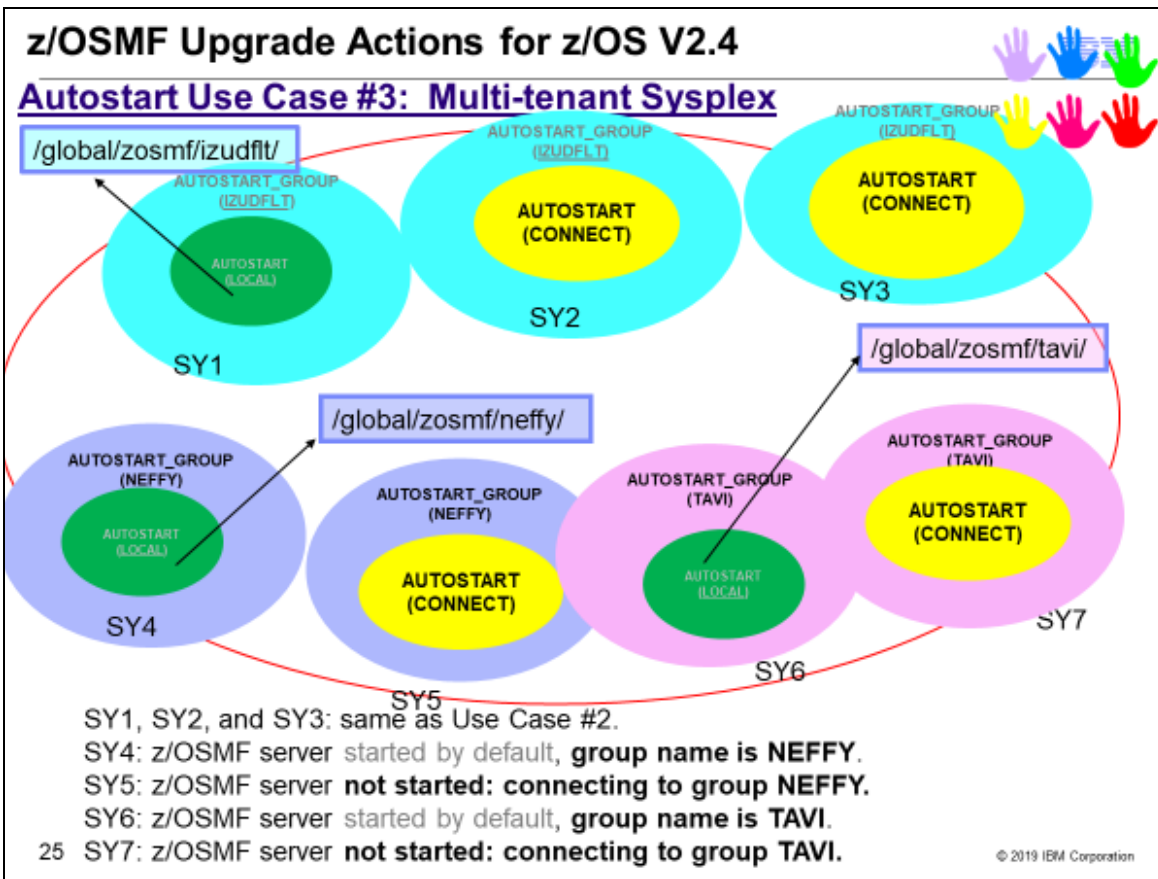 z/OSMF Upgrade Actions for z/OS V2.4
Autostart Use Case #3: Multi-tenant Sysplex
/global/zosmf/izudflt/
AUTOSTART_GROUP
(IZUDFLT)
AUTOSTART
(LOCAL)
SY1
AUTOSTART_GROUP
(IZUDFLT)
AUTOSTART
(CONNECT)
SY2
AUTOSTART_GROUP
(IZUDFLT)
AUTOSTART
(CONNECT)
SY3
/global/zosmf/tavi/
/global/zosmf/neffy/
AUTOSTART_GROUP
(NEFFY)
AUTOSTART
(LOCAL)
SY4
AUTOSTART_GROUP
(NEFFY)
AUTOSTART
(CONNECT)
SY5
AUTOSTART_GROUP
(TAVI)
AUTOSTART
(LOCAL)
SY6
AUTOSTART_GROUP
(TAVI)
AUTOSTART
(CONNECT)
SY7
SY1, SY2, and SY3: same as Use Case #2.
SY4: z/OSMF server started by default, group name is NEFFY.
SY5: z/OSMF server not started: connecting to group NEFFY.
SY6: z/OSMF server started by default, group name is TAVI.
25 SY7: z/OSMF server not started: connecting to group TAVI.
© 2019 IBM Corporation